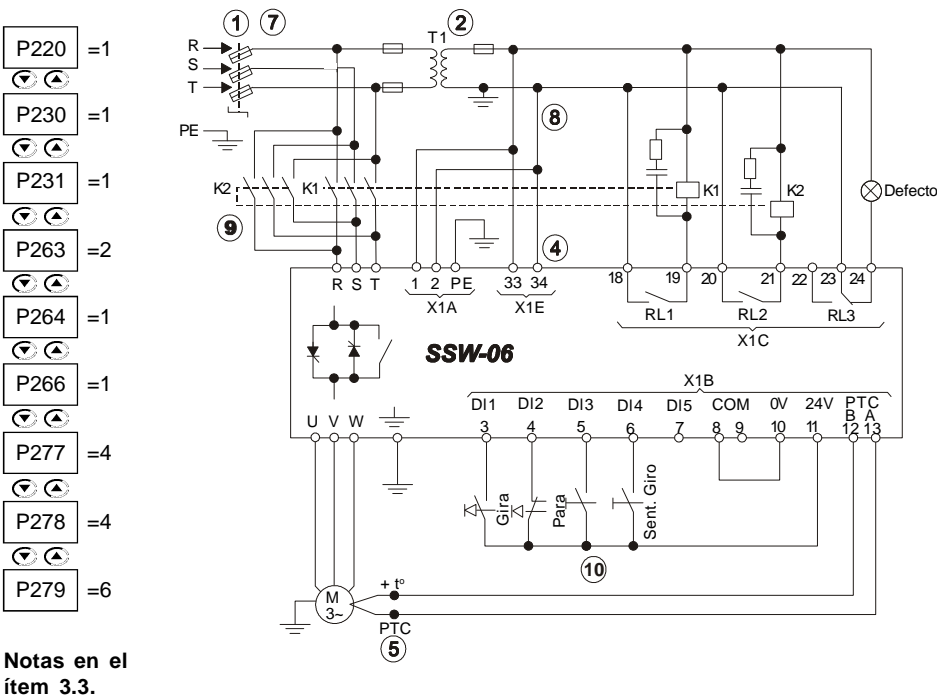 P220 =1
P230 =1
P231 =1
P263 =2
P264 =1
P266 =1
P277 =4
P278 =4
P279 =6
Notas en el
ítem 3.3.
1 7 2
T1
R
S
T
8
PE
K2 K1 K1 K2 Defecto
9 4
18 19 20 21 22 23 24
R S T 1 2 PE 33 34
X1A X1E RL1 RL2 RL3
X1C
SSW-06
X1B
DI1 DI2 DI3 DI4 DI5 COM 0V 24V PTC
B A
U V W 3 4 5 6 7 8 9 10 11 12 13
Gira Para Sent. Giro
10
+ tº
M
3~
PTC
5